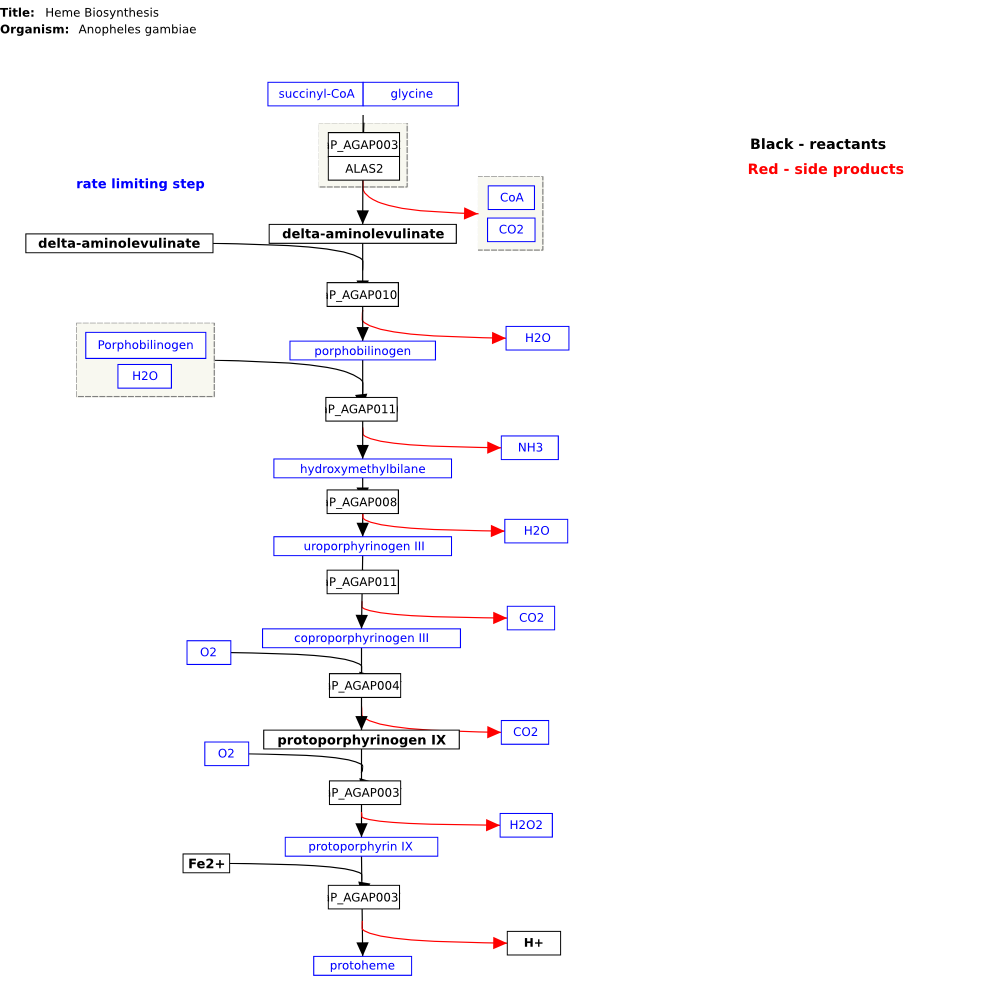 Title: Heme Biosynthesis
Organism: Anopheles gambiae
succinyl-CoA glycine
P_AGAP003
ALAS2
Black - reactants
Red - side products
rate limiting step
CoA
CO2
delta-aminolevulinate
delta-aminolevulinate
P_AGAP010
H2O
porphobilinogen
Porphobilinogen
H2O
P_AGAP011
NH3
hydroxymethylbilane
P_AGAP008
H2O
uroporphyrinogen III
P_AGAP011
CO2
coproporphyrinogen III
O2
P_AGAP004
CO2
protoporphyrinogen IX
O2
P_AGAP003
H2O2
protoporphyrin IX
Fe2+
P_AGAP003
H+
protoheme